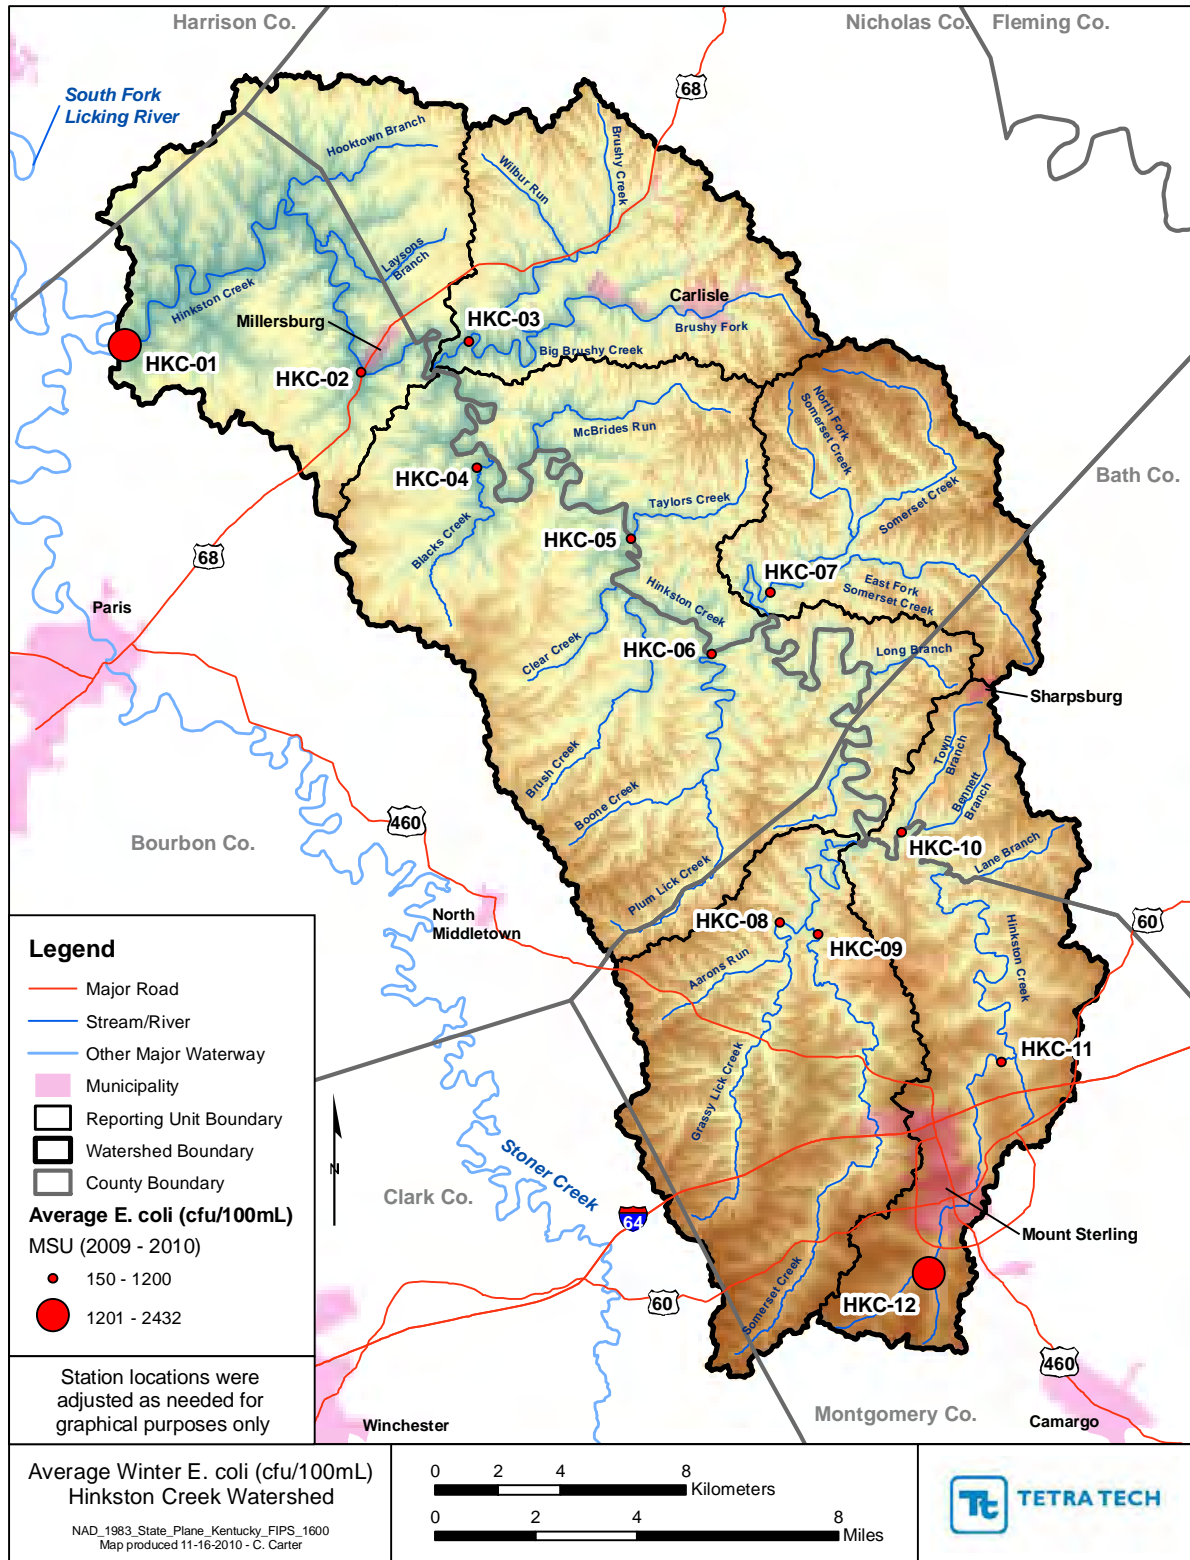 Harrison Co.
Nicholas Co.
Fleming Co.
68
South Fork
Licking River
Hooktown Branch
Wilbur Run
Brushy Creek
Laysons
Branch
Hinkston Creek
Millersburg
Carlisle
HKC-03
Brushy Fork
Big Brushy Creek
HKC-01
HKC-02
McBrides Run
North Fork
Somerset Creek
HKC-04
Bath Co.
Taylors Creek
Somerset Creek
Blacks Creek
HKC-05
68
HKC-07
East Fork
Somerset Creek
Hinkston Creek
Paris
Clear Creek
HKC-06
Long Branch
Sharpsburg
Town
Branch
Bennett
Branch
Brush Creek
Boone Creek
460
Bourbon Co.
HKC-10
Lane Branch
Plum Lick Creek
North
Middletown
HKC-08
HKC-09
60
Hinkston Creek
Aarons Run
HKC-11
Grassy Lick Creek
Stoner Creek
Clark Co.
64
Mount Sterling
60
Somerset Creek
HKC-12
460
Montgomery Co.
Camargo
Winchester
N
Legend
Major Road
Stream/River
Other Major Waterway
Municipality
Reporting Unit Boundary
Watershed Boundary
County Boundary
Average E. coli (cfu/100mL)
MSU (2009 - 2010)
150 - 1200
1201 - 2432
Station locations were
adjusted as needed for
graphical purposes only
Average Winter E. coli (cfu/100mL)
Hinkston Creek Watershed
NAD_1983_State_Plane_Kentucky_FIPS_1600
Map produced 11-16-2010 - C. Carter
0 2 4 8
Kilometers
0 2 4 8
Miles
Tt TETRA TECH